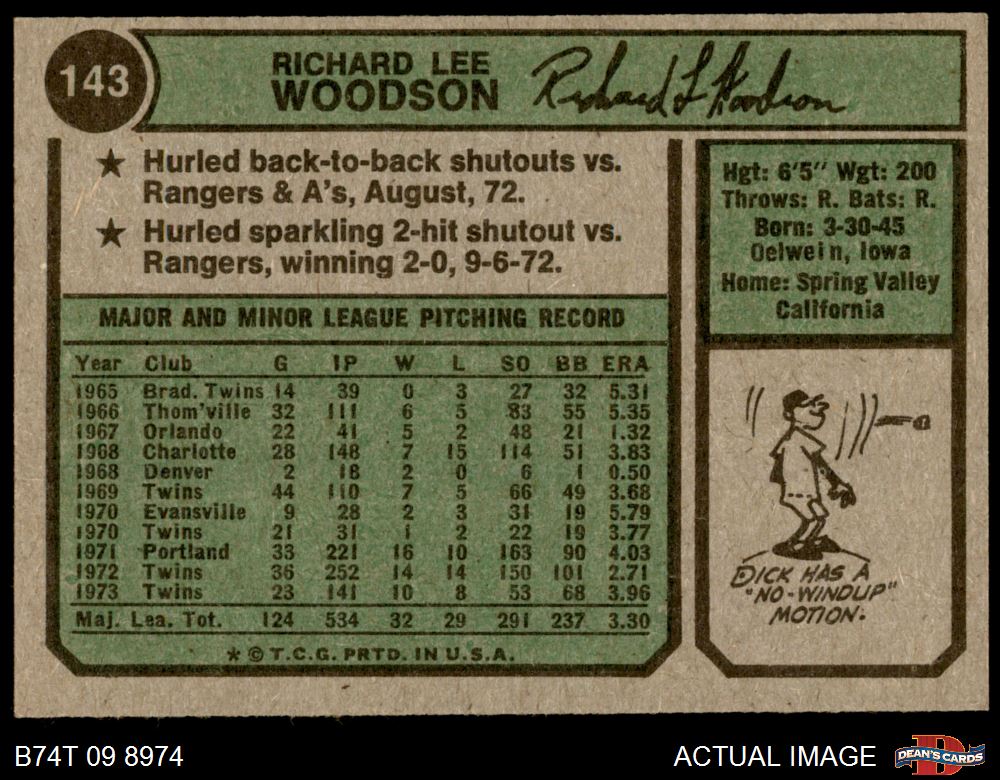 143
RICHARD LEE
WOODSON
Richard L Woodson
★ Hurled back-to-back shutouts vs.
Rangers & A's, August, 72.
★ Hurled sparkling 2-hit shutout vs.
Rangers, winning 2-0, 9-6-72.
Hgt: 6'5" Wgt: 200
Throws: R. Bats: R.
Born: 3-30-45
Oelwein, Iowa
Home: Spring Valley
California
MAJOR AND MINOR LEAGUE PITCHING RECORD
Year Club G IP W L SO BB ERA
1965 Brad. Twins 14 39 0 3 27 32 5.31
1966 Thom'ville 32 111 6 5 83 55 5.35
1967 Orlando 22 41 5 2 48 21 1.32
1968 Charlotte 28 148 7 15 114 51 3.83
1968 Denver 2 18 2 0 6 1 0.50
1969 Twins 44 110 7 5 66 49 3.68
1970 Evansville 9 28 2 3 31 19 5.79
1970 Twins 21 31 1 2 22 19 3.77
1971 Portland 33 221 16 10 163 90 4.03
1972 Twins 36 252 14 14 150 101 2.71
1973 Twins 23 141 10 8 53 68 3.96
Maj. Lea. Tot. 124 534 32 29 291 237 3.30
★ © T.C.G. PRTD. IN U.S.A.
DICK HAS A
"NO-WINDUP"
MOTION.
B74T 09 8974
ACTUAL IMAGE
D
DEAN'S CARDS